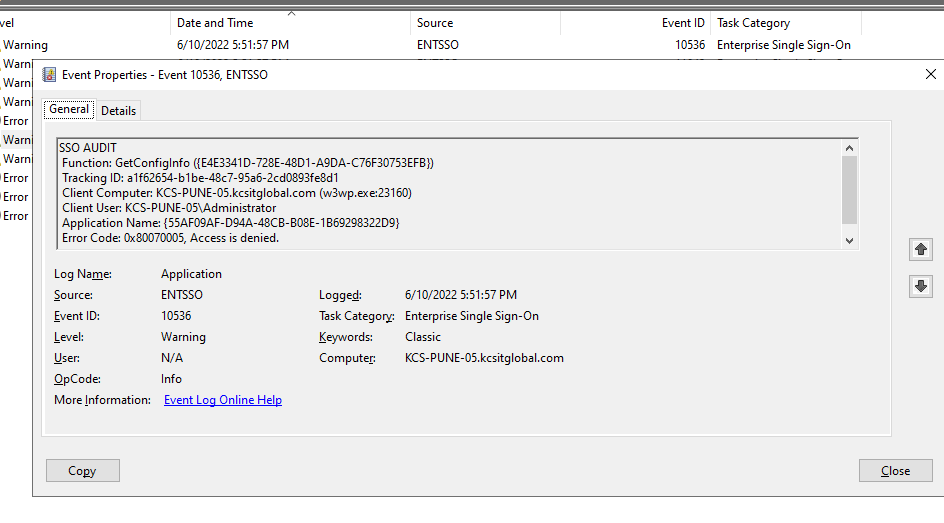 vel Date and Time Source Event ID Task Category
Warning 6/10/2022 5:51:57 PM ENTSSO 10536 Enterprise Single Sign-On
Warn
Event Properties - Event 10536, ENTSSO
Warni
General Details
Warni
Error
SSO AUDIT
Warni
Function: GetConfigInfo ({E4E3341D-728E-48D1-A9DA-C76F30753EFB})
Warni
Tracking ID: a1f62654-b1be-48c7-95a6-2cd0893fe8d1
Error
Client Computer: KCS-PUNE-05.kcsitglobal.com (w3wp.exe:23160)
Error
Client User: KCS-PUNE-05\Administrator
Error
Application Name: {55AF09AF-D94A-48CB-B08E-1B69298322D9}
Error Code: 0x80070005, Access is denied.
Log Name: Application
Source: ENTSSO Logged: 6/10/2022 5:51:57 PM
Event ID: 10536 Task Category: Enterprise Single Sign-On
Level: Warning Keywords: Classic
User: N/A Computer: KCS-PUNE-05.kcsitglobal.com
OpCode: Info
More Information: Event Log Online Help
Copy Close